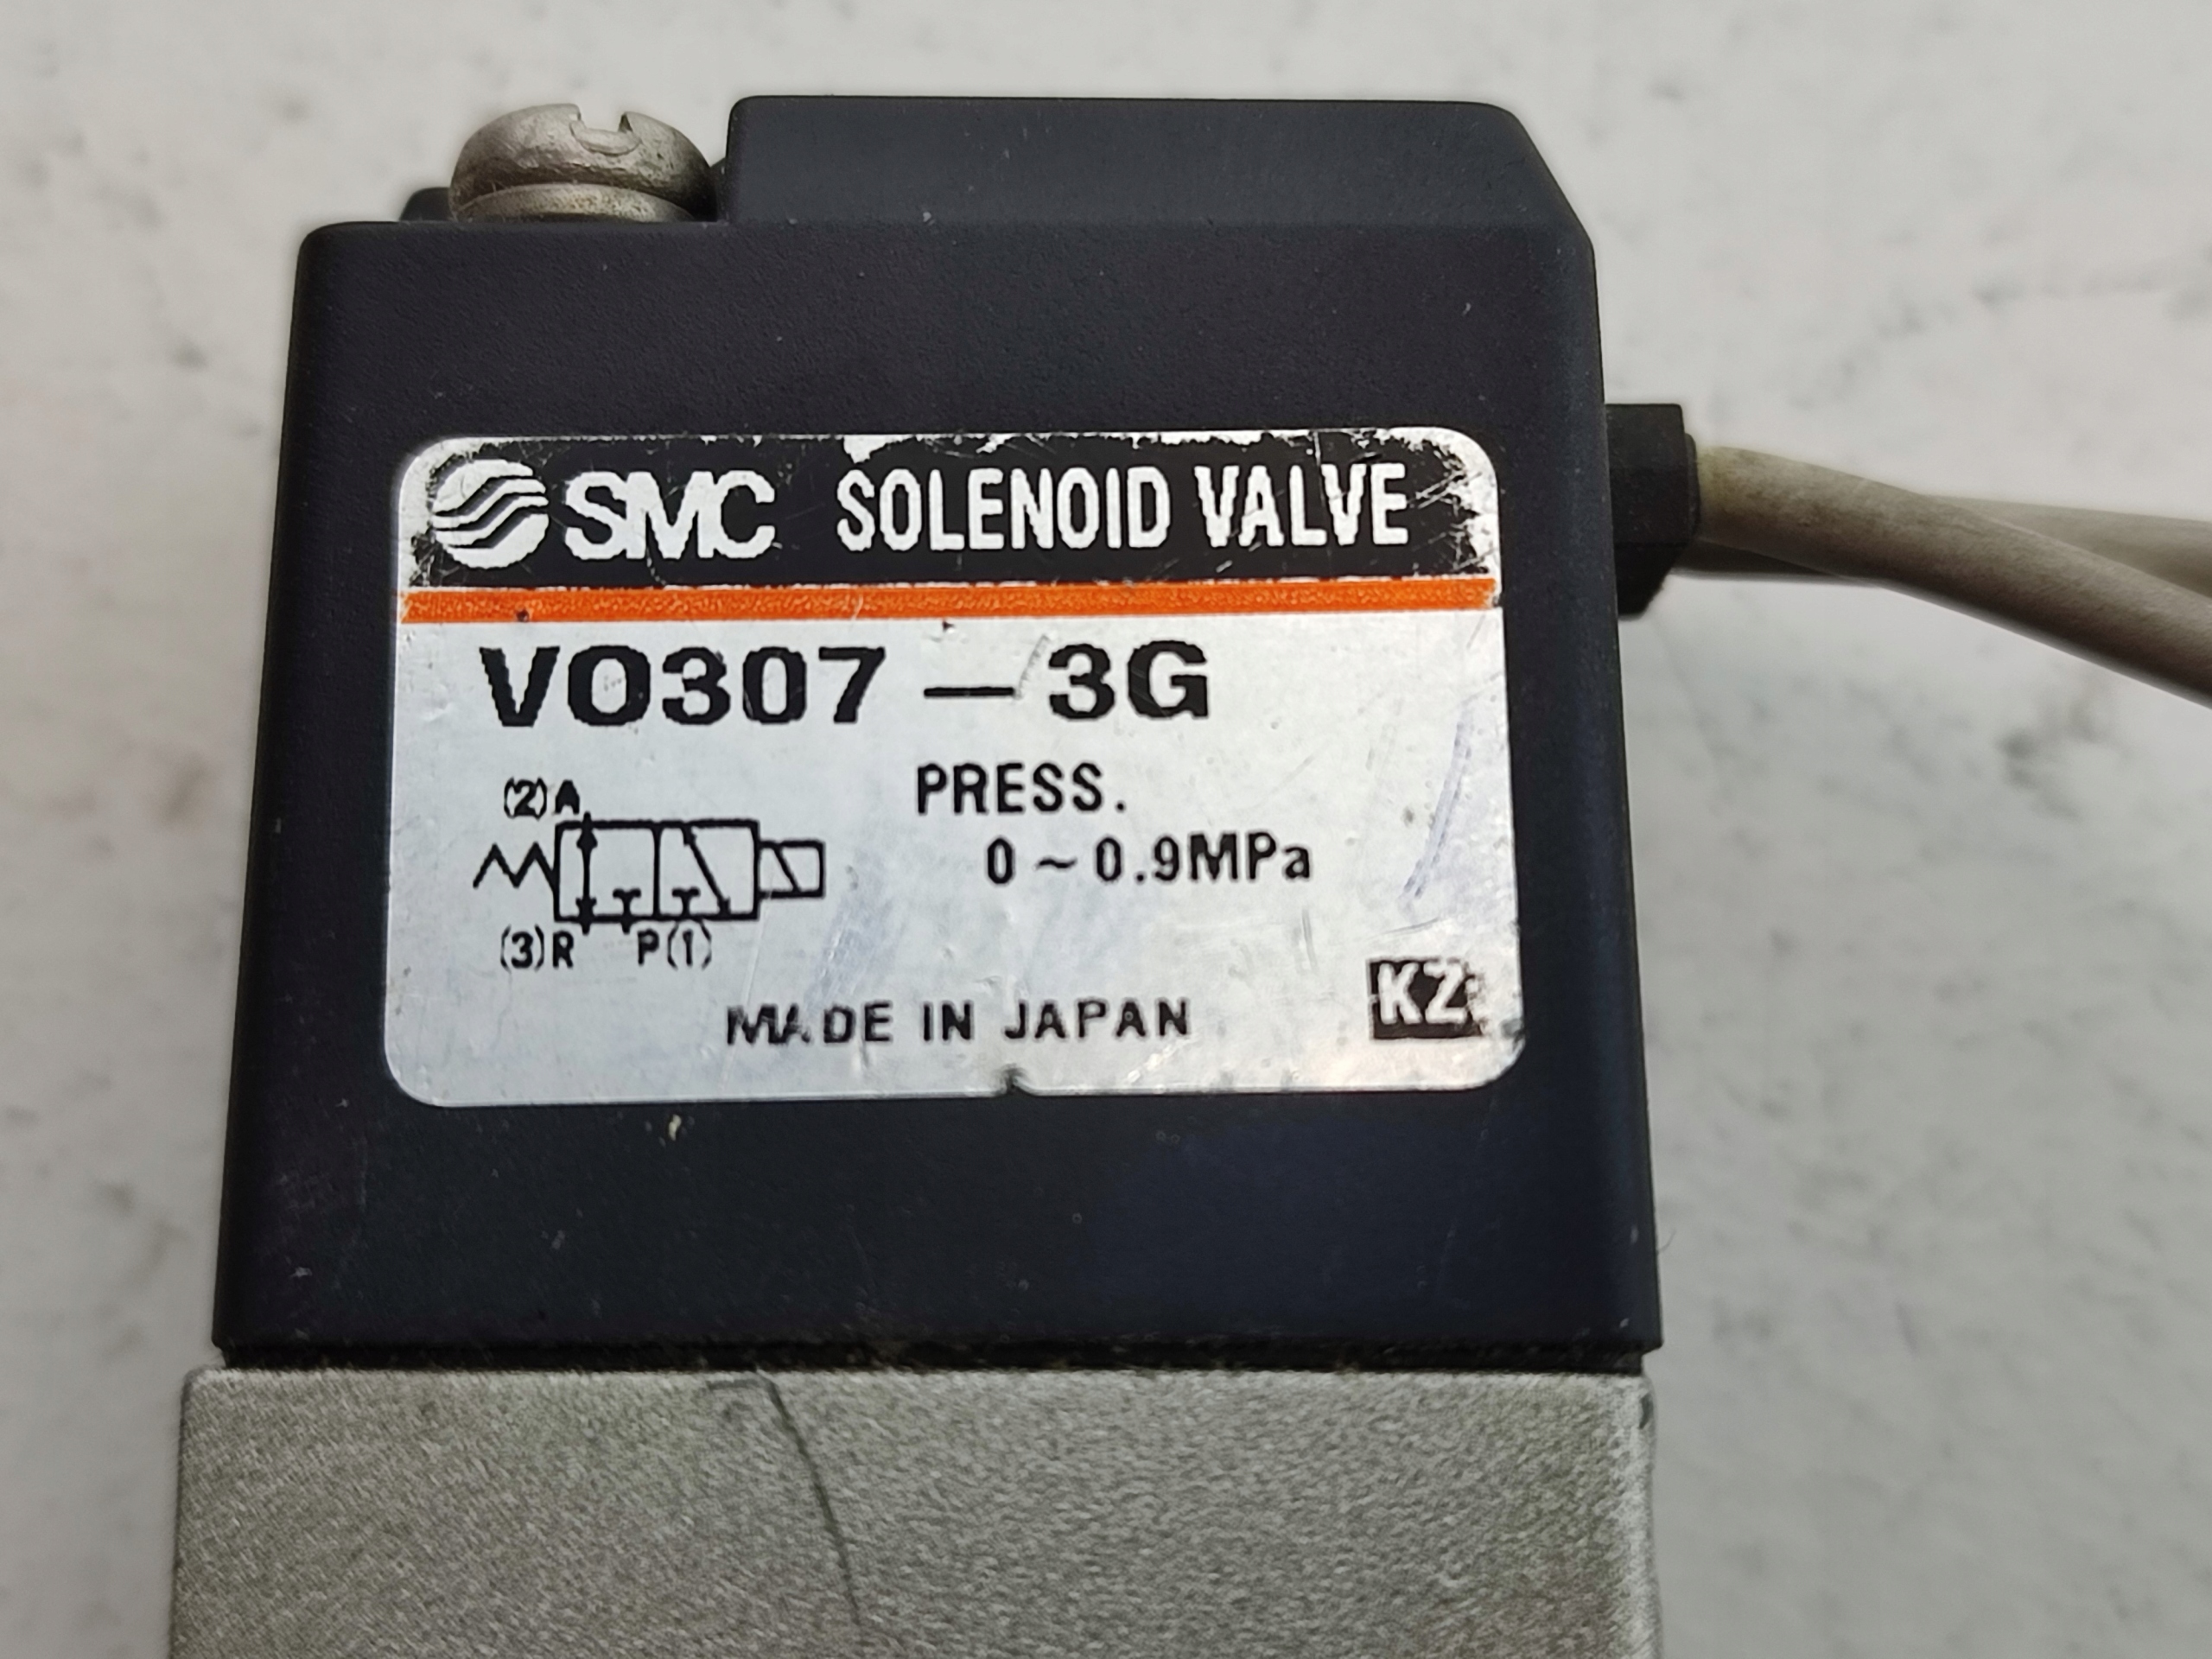 SMC SOLENOID VALVE
VO307 – 3G
(2) A
PRESS.
0 ~ 0.9MPa
(3) R P(1)
MADE IN JAPAN
KZ